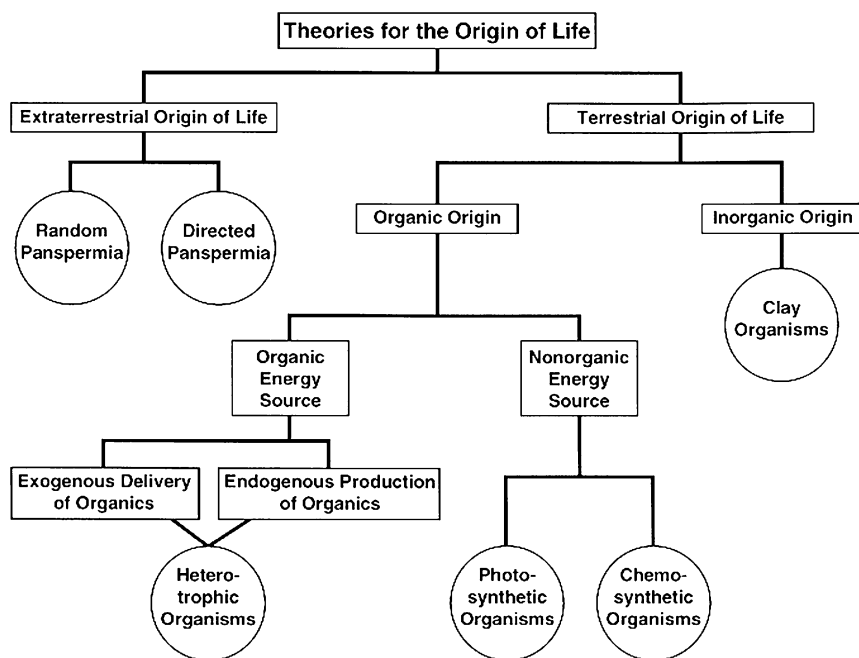 Theories for the Origin of Life
Extraterrestrial Origin of Life
Terrestrial Origin of Life
Random
Panspermia
Directed
Panspermia
Organic Origin
Inorganic Origin
Clay
Organisms
Organic
Energy
Source
Nonorganic
Energy
Source
Exogenous Delivery
of Organics
Endogenous Production
of Organics
Hetero-
trophic
Organisms
Photo-
synthetic
Organisms
Chemo-
synthetic
Organisms